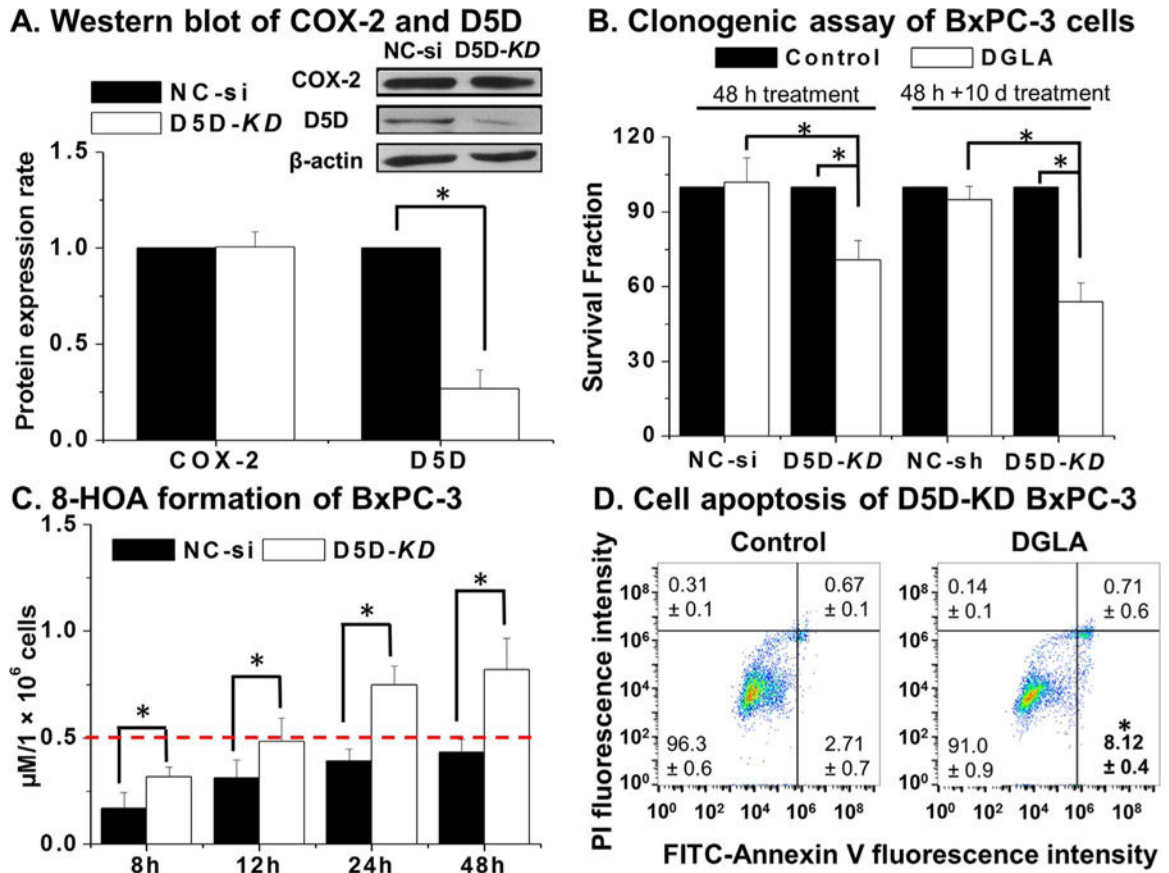 A. Western blot of COX-2 and D5D
NC-si D5D-KD
COX-2
D5D
β-actin
NC-si
D5D-KD
Protein expression rate
1.5
1.0
0.5
0.0
*
COX-2 D5D
B. Clonogenic assay of BxPC-3 cells
Control DGLA
48 h treatment 48 h +10 d treatment
Survival Fraction
120
90
60
30
0
* *
* *
NC-si D5D-KD NC-sh D5D-KD
C. 8-HOA formation of BxPC-3
NC-si D5D-KD
µM/1 × 10⁶ cells
1.5
1.0
0.5
0.0
* * * *
8h 12h 24h 48h
D. Cell apoptosis of D5D-KD BxPC-3
Control DGLA
PI fluorescence intensity
10⁸
10⁶
10⁴
10²
10⁰
0.31
± 0.1
0.67
± 0.1
96.3
± 0.6
2.71
± 0.7
10⁰ 10² 10⁴ 10⁶ 10⁸
10⁸
10⁶
10⁴
10²
10⁰
0.14
± 0.1
0.71
± 0.6
91.0
± 0.9
*
8.12
± 0.4
10⁰ 10² 10⁴ 10⁶ 10⁸
FITC-Annexin V fluorescence intensity